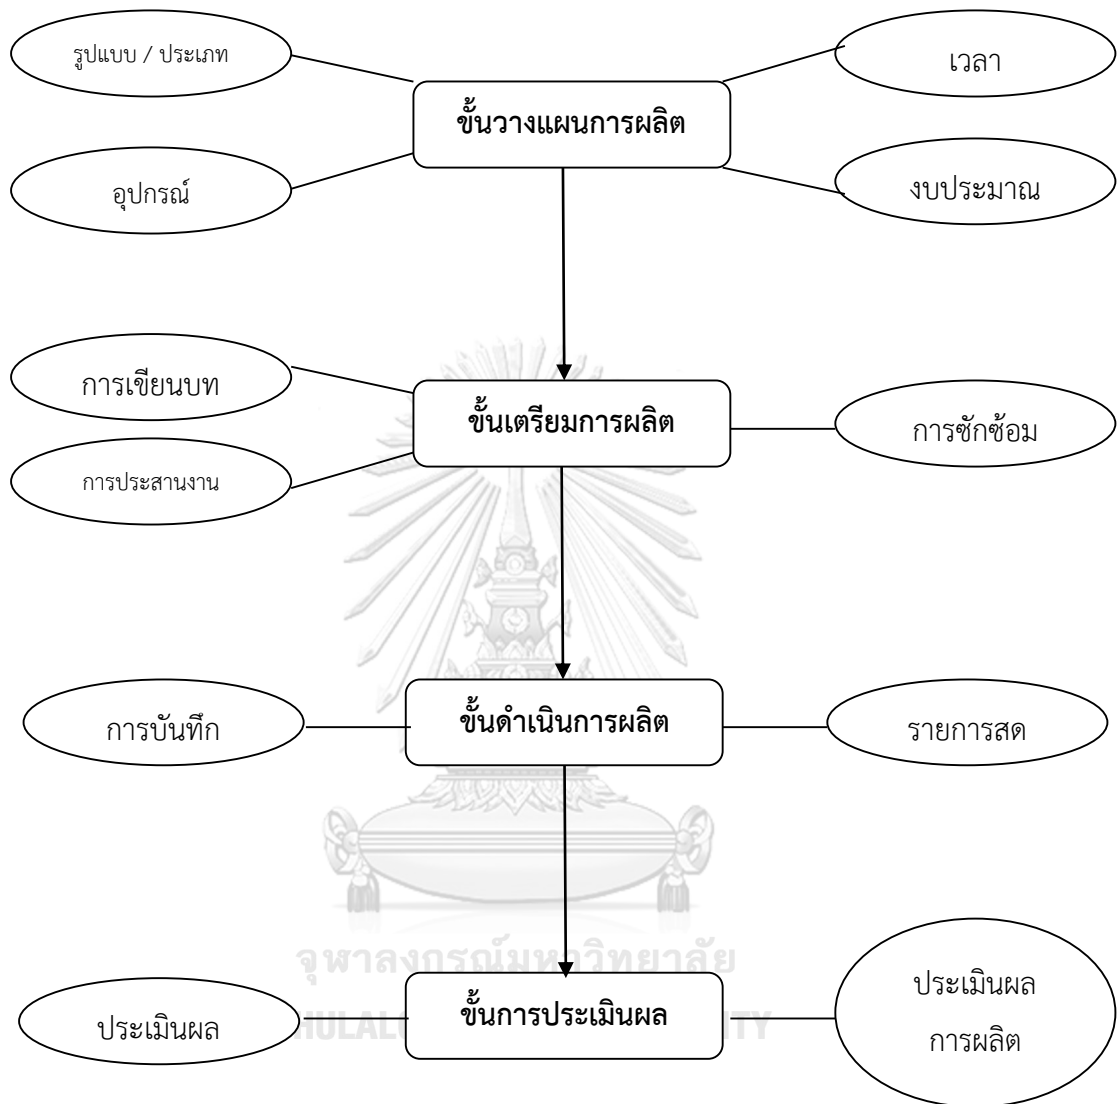 รูปแบบ / ประเภท
เวลา
ขั้นวางแผนการผลิต
อุปกรณ์
งบประมาณ
การเขียนบท
ขั้นเตรียมการผลิต
การซักซ้อม
การประสานงาน
การบันทึก
ขั้นดำเนินการผลิต
รายการสด
จุฬาลงกรณ์มหาวิทยาลัย
ประเมินผล
ขั้นการประเมินผล
ประเมินผล
การผลิต